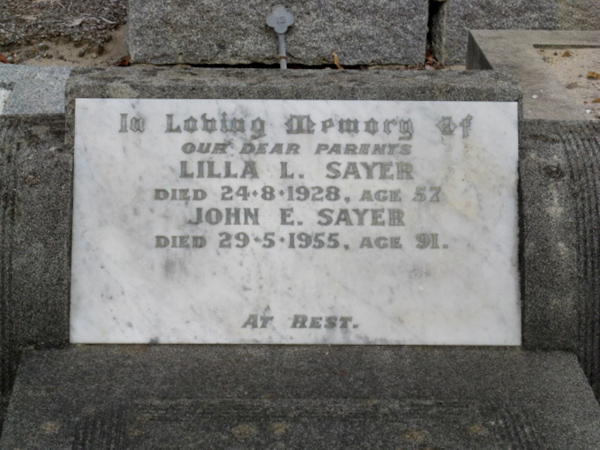 In Loving Memory Of
OUR DEAR PARENTS
LILLA L. SAYER
DIED 24·8·1928, AGE 57
JOHN E. SAYER
DIED 29·5·1955, AGE 91.
AT REST.